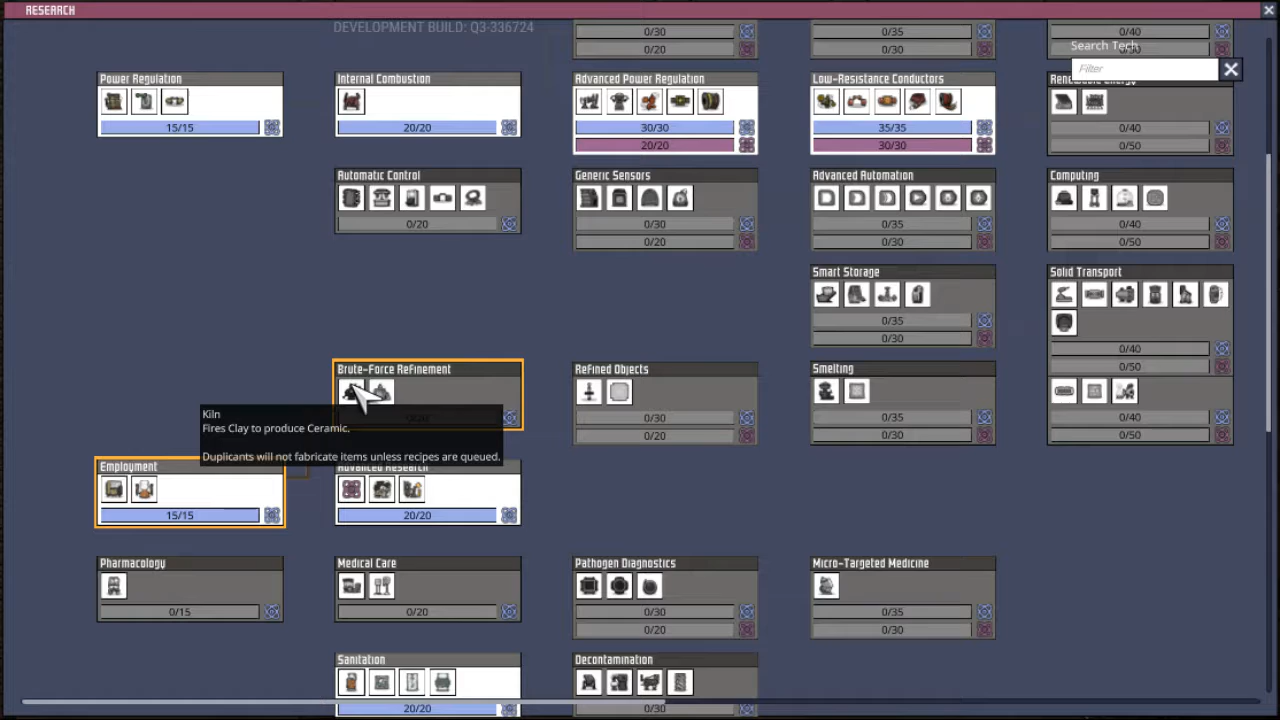 RESEARCH
DEVELOPMENT BUILD: Q3-336724
0/30
0/35
0/40
0/20
0/30
Search Tech
Filter
Power Regulation
Internal Combustion
Advanced Power Regulation
Low-Resistance Conductors
Renewable Energy
15/15
20/20
30/30
35/35
0/40
20/20
30/30
0/50
Automatic Control
Generic Sensors
Advanced Automation
Computing
0/20
0/30
0/35
0/40
0/20
0/30
0/50
Smart Storage
Solid Transport
0/35
0/30
0/40
0/50
Brute-Force Refinement
Refined Objects
Smelting
0/30
0/35
0/40
0/20
0/30
0/50
Kiln
Fires Clay to produce Ceramic.
Duplicants will not fabricate items unless recipes are queued.
Employment
Advanced Research
15/15
20/20
Pharmacology
Medical Care
Pathogen Diagnostics
Micro-Targeted Medicine
0/15
0/20
0/30
0/35
0/20
0/30
Sanitation
Decontamination
20/20
0/30